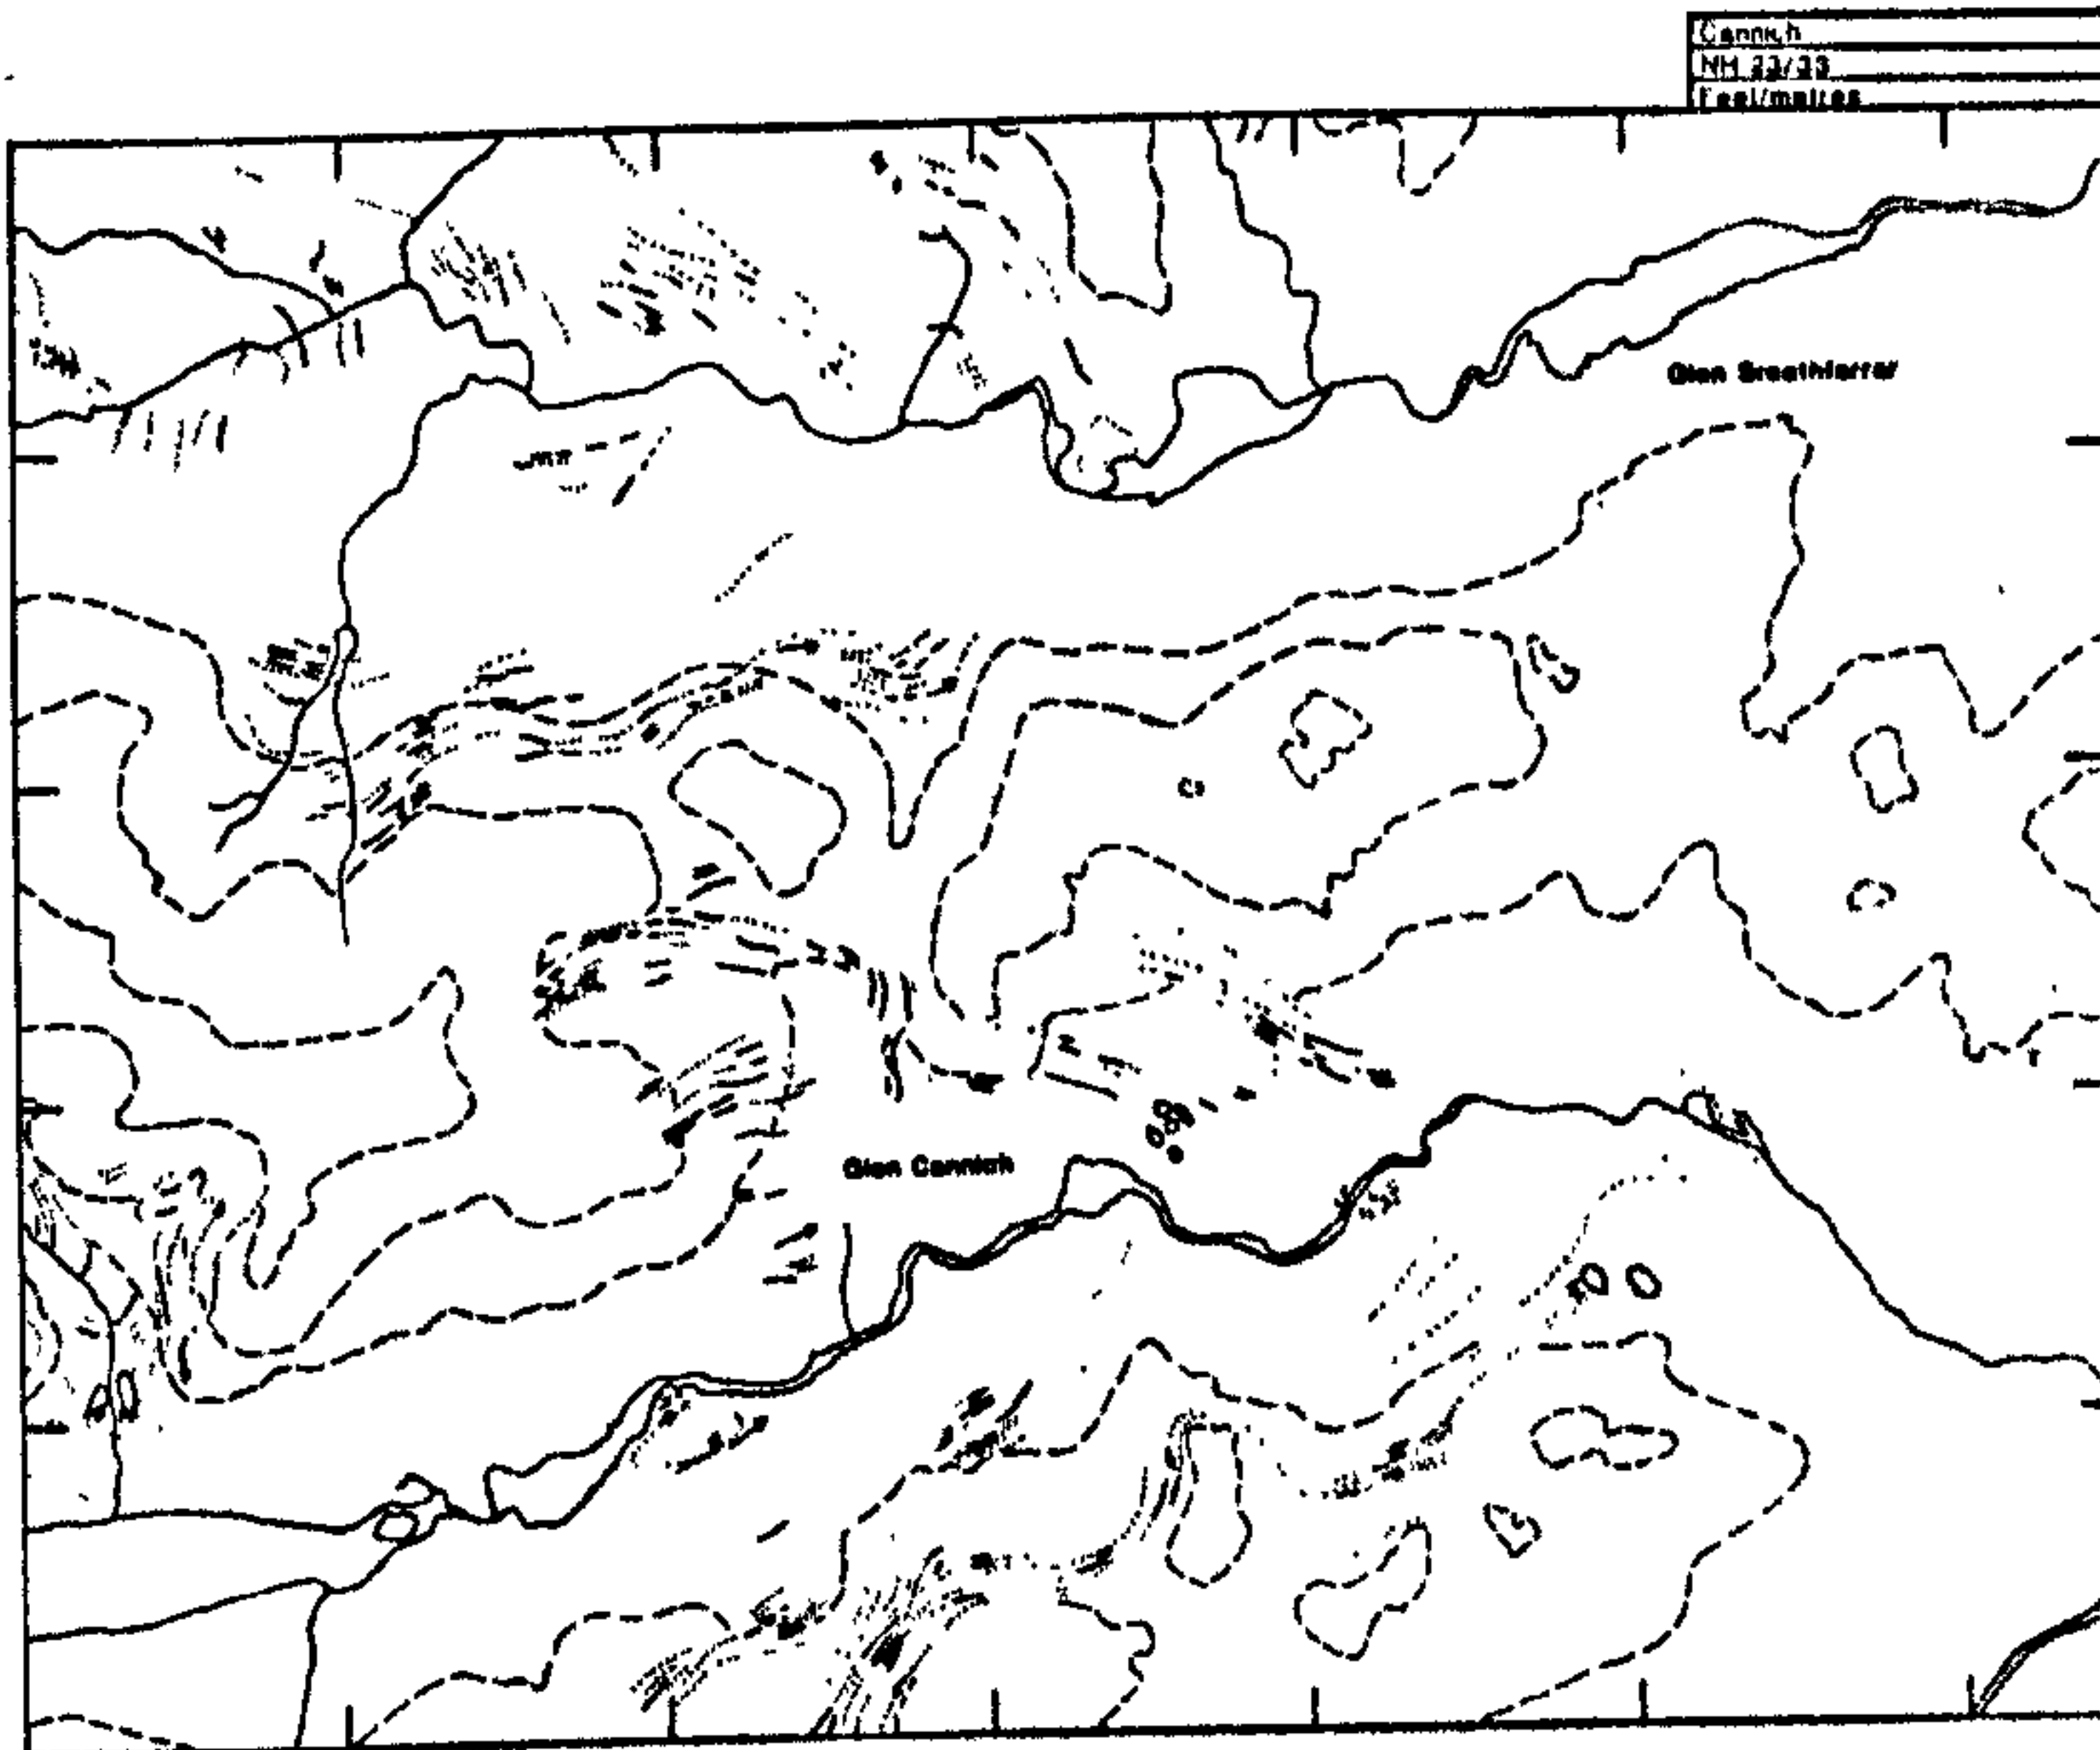 Cannich
NH 23/33
Feet/metres
Glen Strathfarrar
Glen Cannich